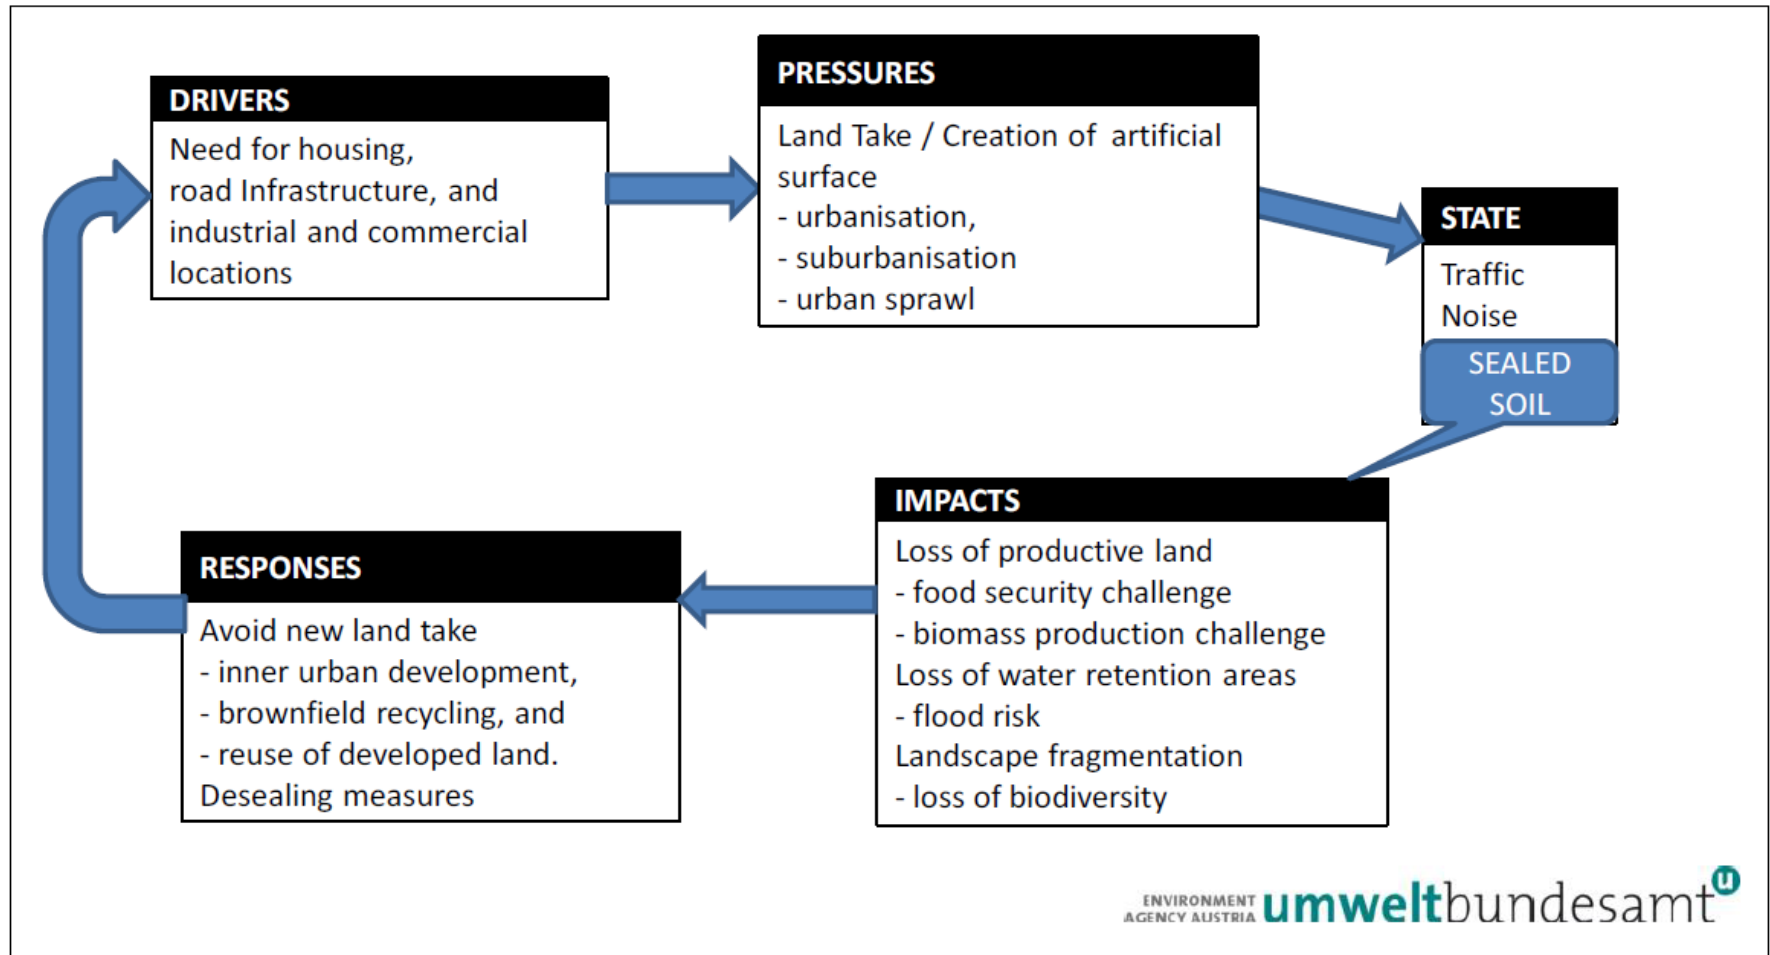 DRIVERS
Need for housing,
road Infrastructure, and
industrial and commercial
locations
PRESSURES
Land Take / Creation of artificial
surface
- urbanisation,
- suburbanisation
- urban sprawl
STATE
Traffic
Noise
SEALED
SOIL
IMPACTS
Loss of productive land
- food security challenge
- biomass production challenge
Loss of water retention areas
- flood risk
Landscape fragmentation
- loss of biodiversity
RESPONSES
Avoid new land take
- inner urban development,
- brownfield recycling, and
- reuse of developed land.
Desealing measures
ENVIRONMENT
AGENCY AUSTRIA umweltbundesamt u